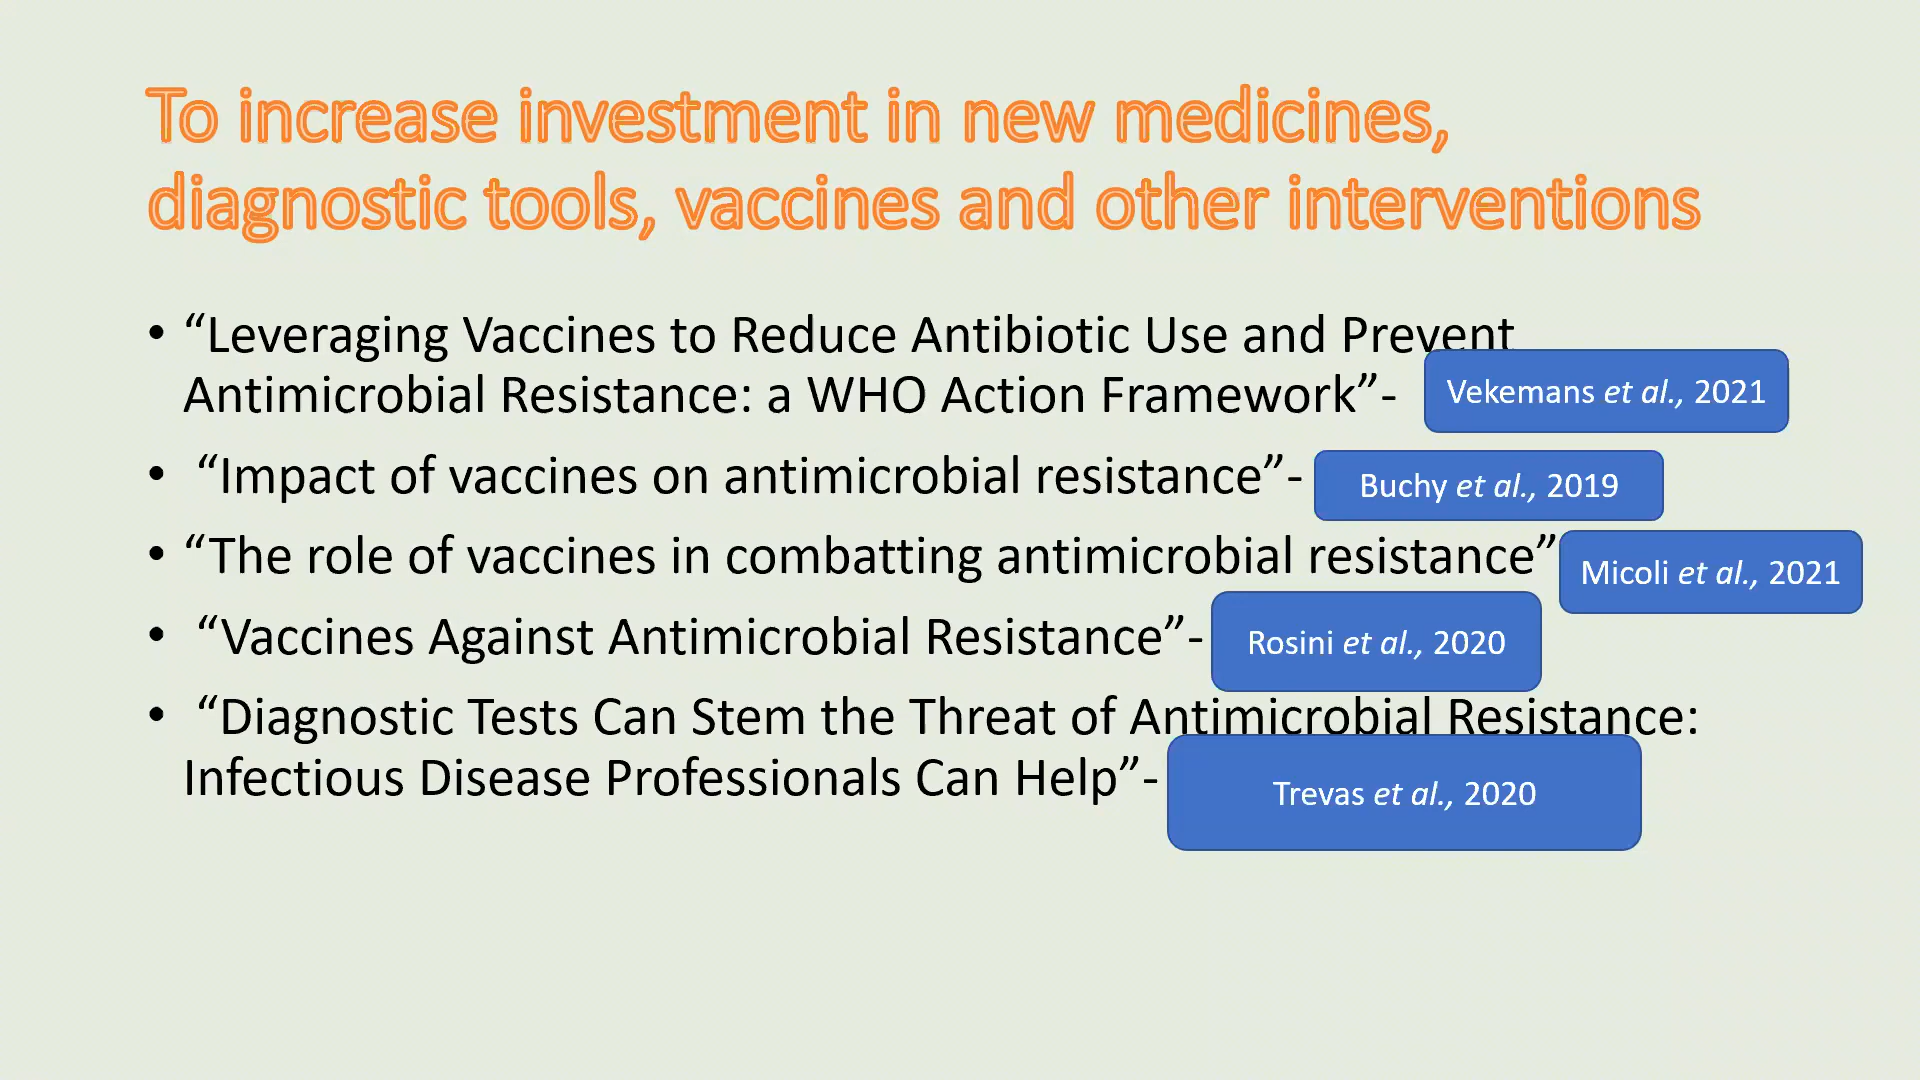 To increase investment in new medicines,
diagnostic tools, vaccines and other interventions
• “Leveraging Vaccines to Reduce Antibiotic Use and Prevent
Antimicrobial Resistance: a WHO Action Framework”- Vekemans et al., 2021
• “Impact of vaccines on antimicrobial resistance”- Buchy et al., 2019
• “The role of vaccines in combatting antimicrobial resistance” Micoli et al., 2021
• “Vaccines Against Antimicrobial Resistance”- Rosini et al., 2020
• “Diagnostic Tests Can Stem the Threat of Antimicrobial Resistance:
Infectious Disease Professionals Can Help”- Trevas et al., 2020